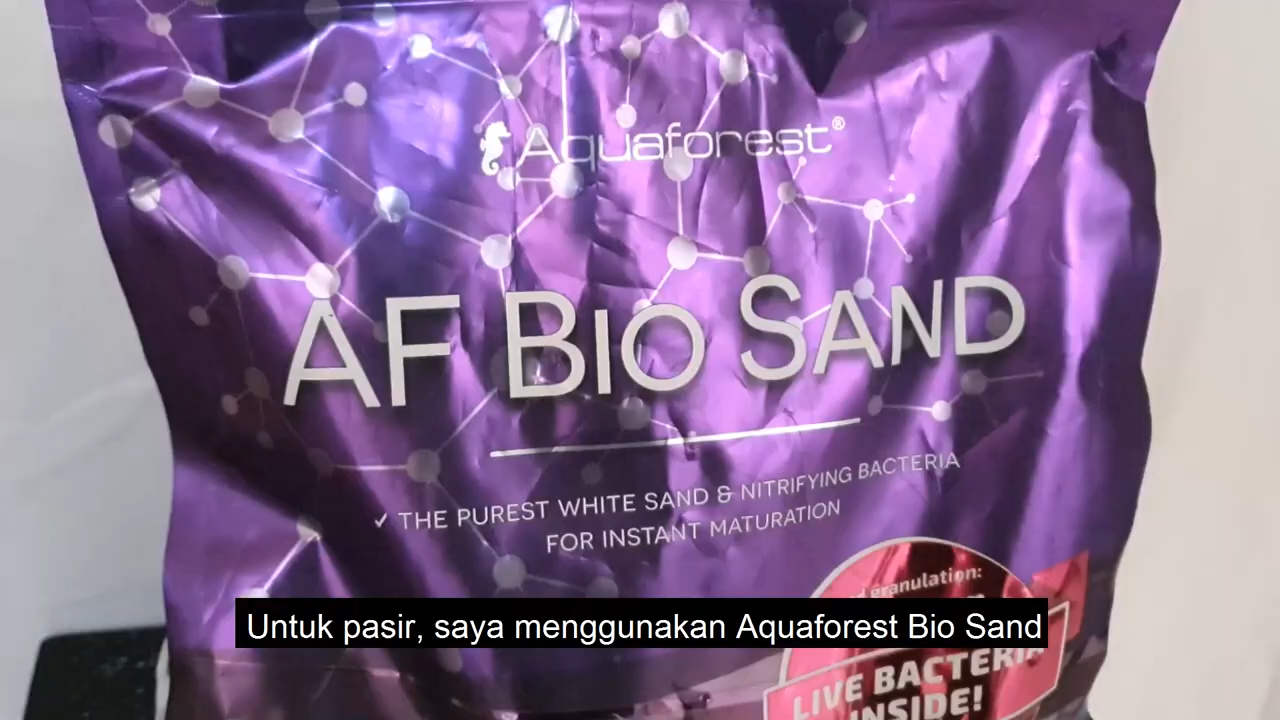 Aquaforest®
AF BIO SAND
✓ THE PUREST WHITE SAND & NITRIFYING BACTERIA
FOR INSTANT MATURATION
granulation:
Untuk pasir, saya menggunakan Aquaforest Bio Sand
LIVE BACTERIA
INSIDE!